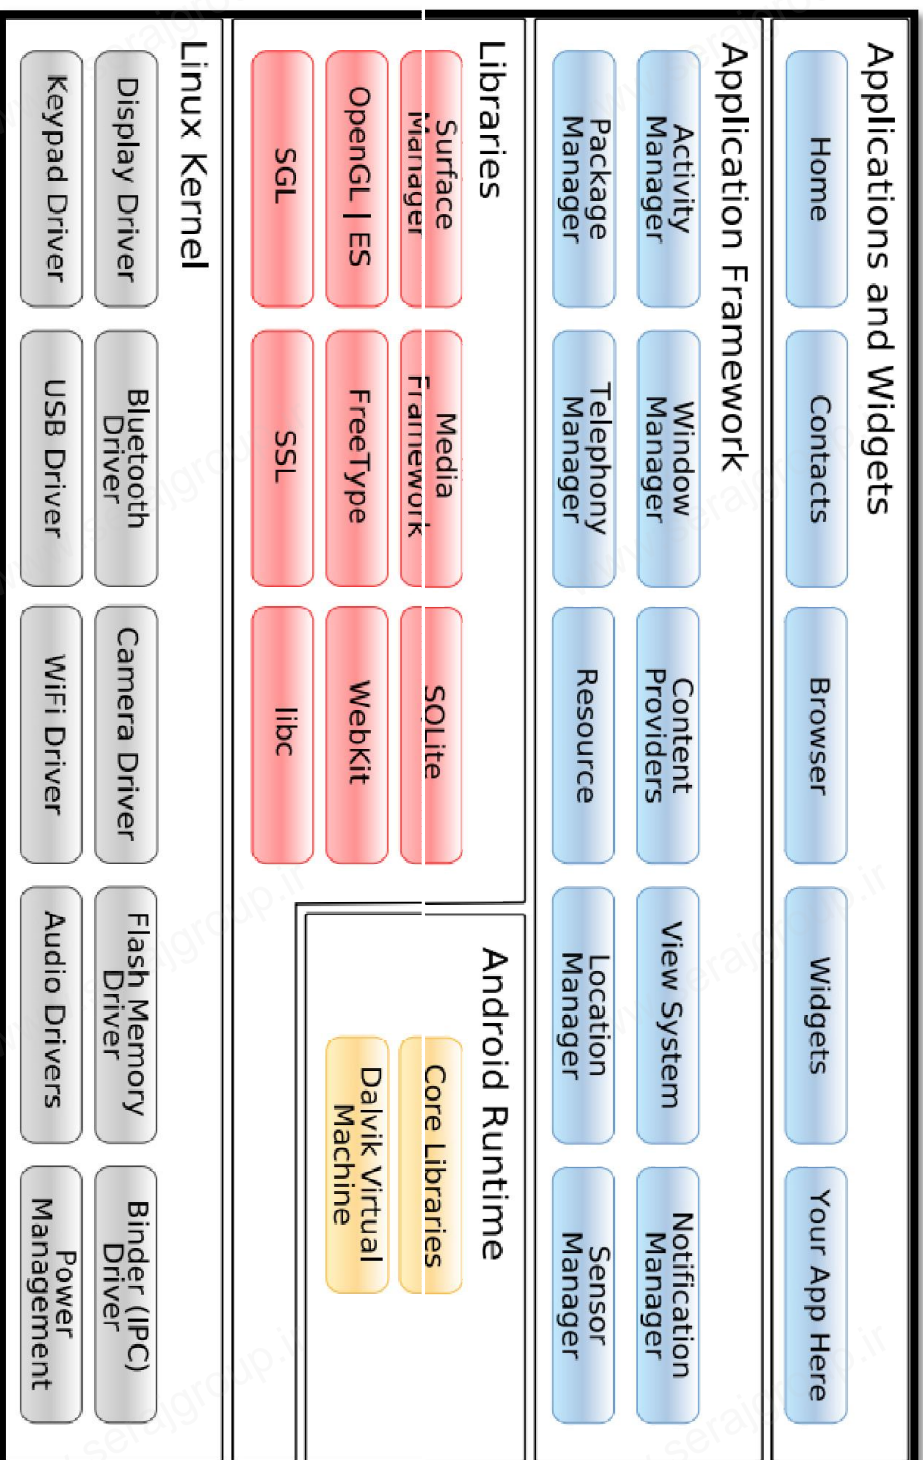 Applications and Widgets
Home
Contacts
Browser
Widgets
Your App Here
Application Framework
Activity
Manager
Window
Manager
Content
Providers
View System
Notification
Manager
Package
Manager
Telephony
Manager
Resource
Location
Manager
Sensor
Manager
Libraries
Surface
Manager
Media
Framework
SQLite
OpenGL | ES
FreeType
WebKit
SGL
SSL
libc
Android Runtime
Core Libraries
Dalvik Virtual
Machine
Linux Kernel
Display Driver
Bluetooth
Driver
Camera Driver
Flash Memory
Driver
Binder (IPC)
Driver
Keypad Driver
USB Driver
WiFi Driver
Audio Drivers
Power
Management
www.serajgroup.ir